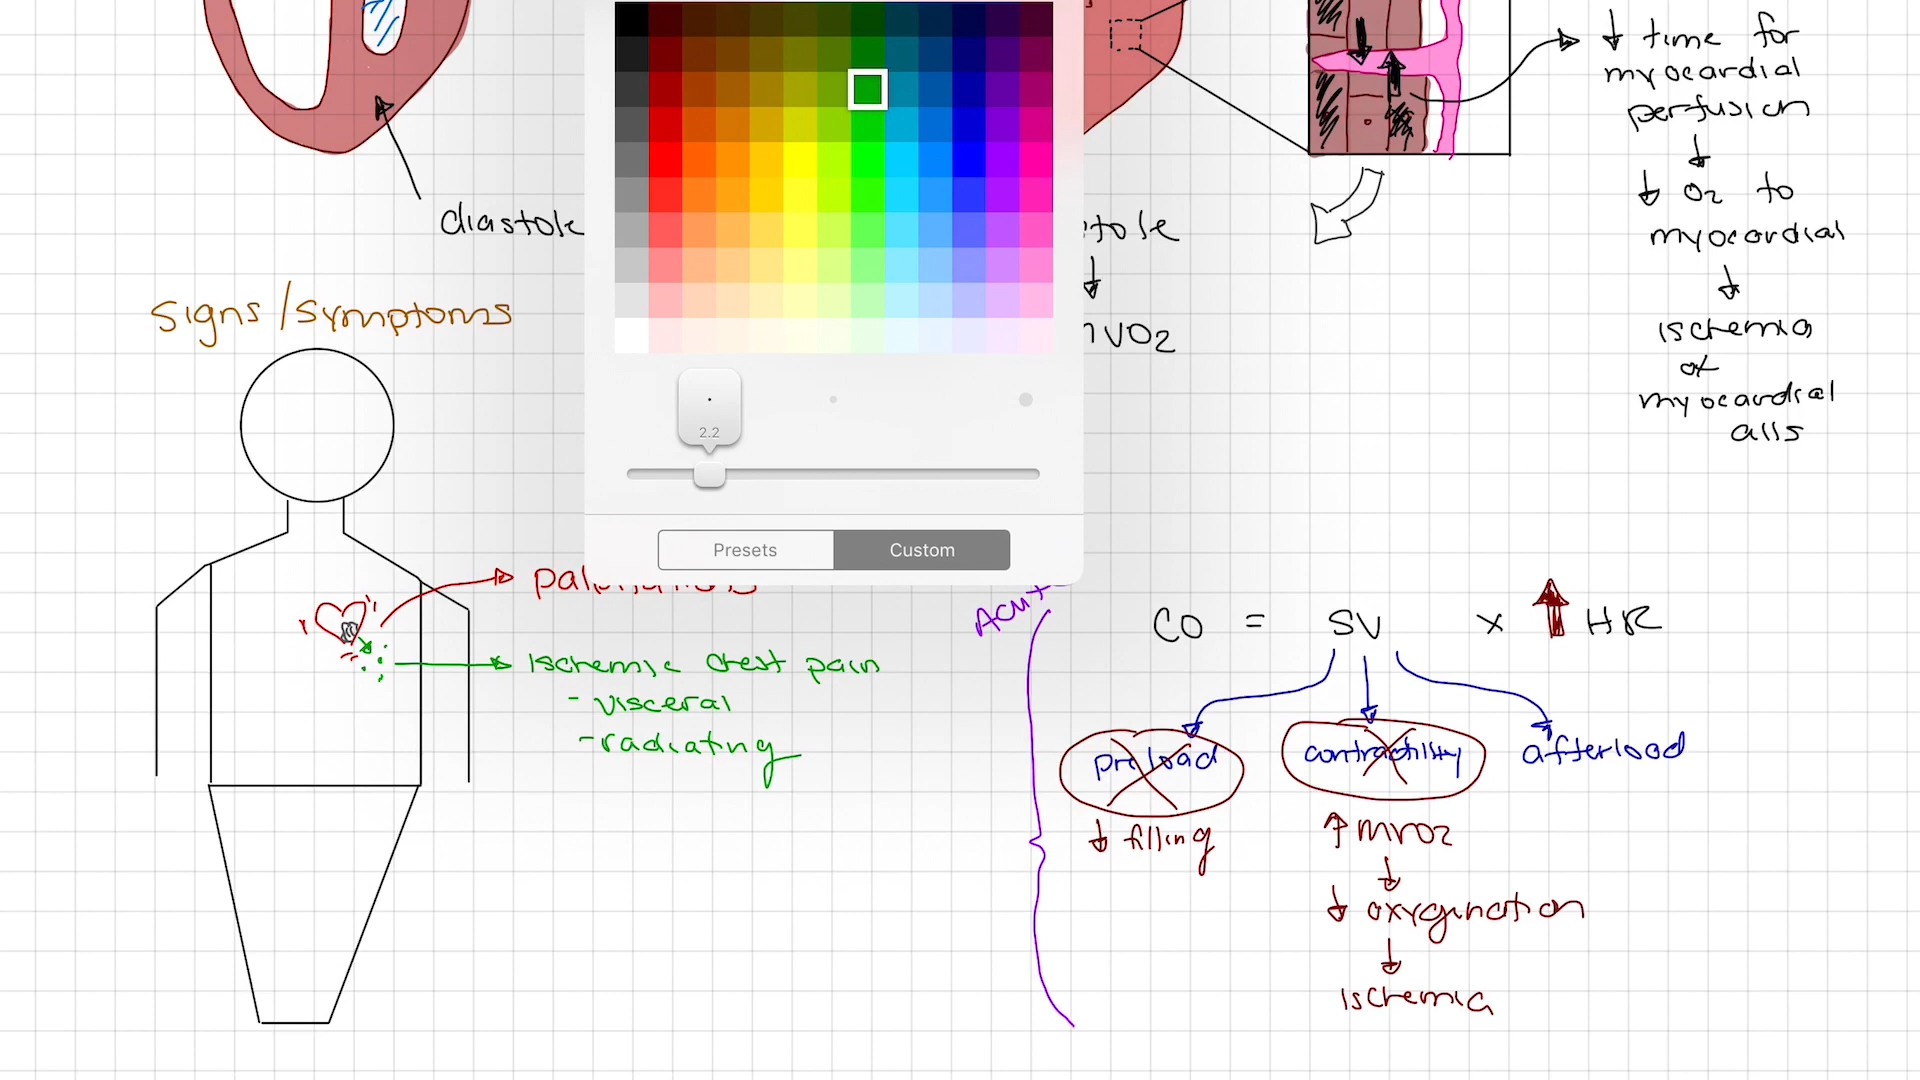 ↓ time for
myocardial
perfusion
↓
↓ O2 to
myocardial
↓
ischemia
of
myocardial
cells
diastole
tole
↓
VO2
Signs/Symptoms
2.2
Presets
Custom
ischemic chest pain
- visceral
- radiating
CO = SV x ↑ HR
preload
contractility
afterload
↓ filling
↑ MVO2
↓
↓ oxygination
↓
ischemia